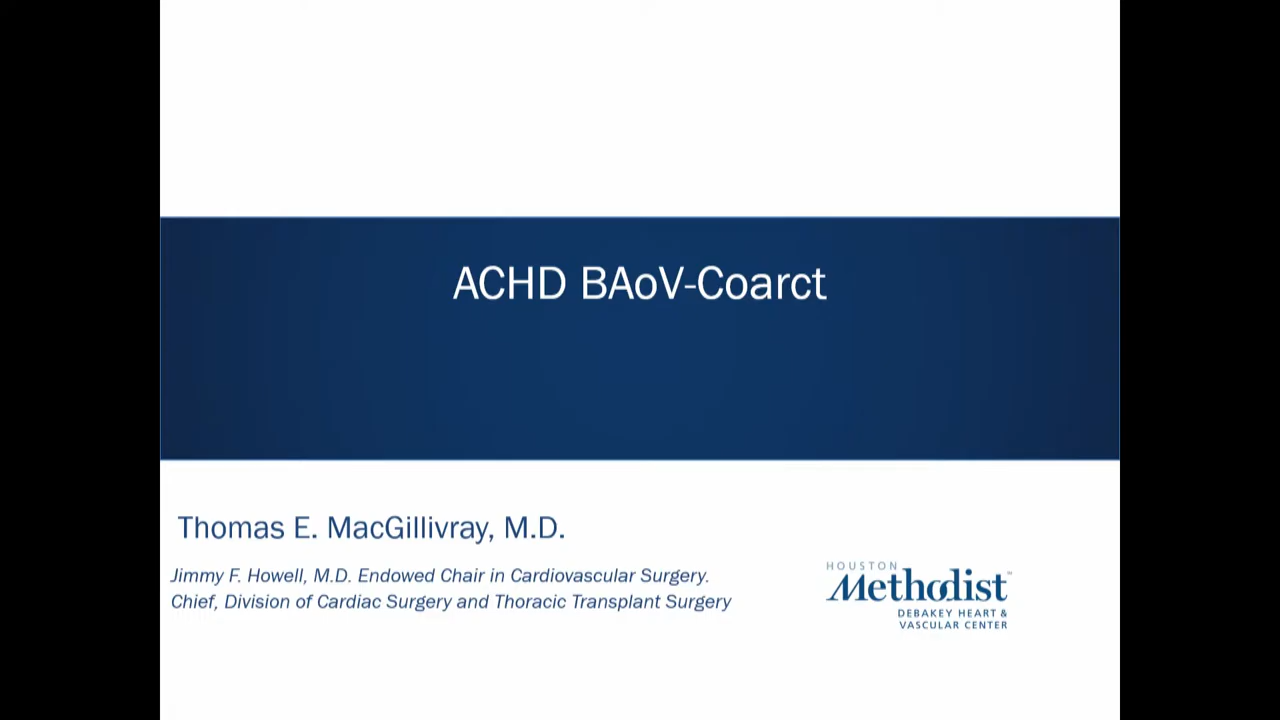 ACHD BAoV-Coarct
Thomas E. MacGillivray, M.D.
Jimmy F. Howell, M.D. Endowed Chair in Cardiovascular Surgery.
Chief, Division of Cardiac Surgery and Thoracic Transplant Surgery
HOUSTON
Methodist™
DEBAKEY HEART &
VASCULAR CENTER